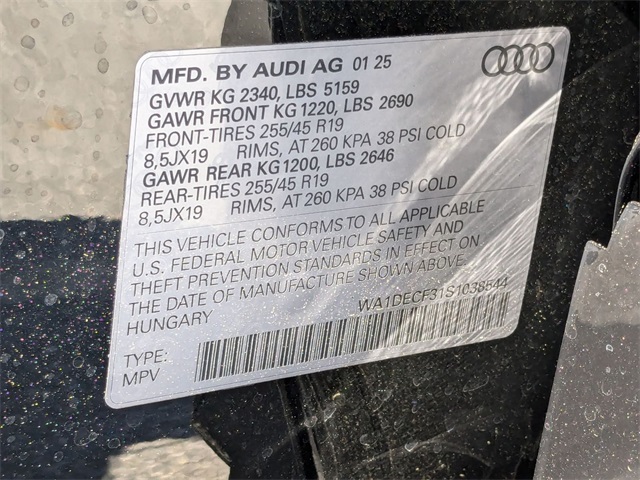 MFD. BY AUDI AG 01 25
GVWR KG 2340, LBS 5159
GAWR FRONT KG 1220, LBS 2690
FRONT-TIRES 255/45 R19
8,5JX19 RIMS, AT 260 KPA 38 PSI COLD
GAWR REAR KG1200, LBS 2646
REAR-TIRES 255/45 R19
8,5JX19 RIMS, AT 260 KPA 38 PSI COLD
THIS VEHICLE CONFORMS TO ALL APPLICABLE
U.S. FEDERAL MOTOR VEHICLE SAFETY AND
THEFT PREVENTION STANDARDS IN EFFECT ON
THE DATE OF MANUFACTURE SHOWN ABOVE.
HUNGARY
WA1DECF31S1038544
TYPE:
MPV